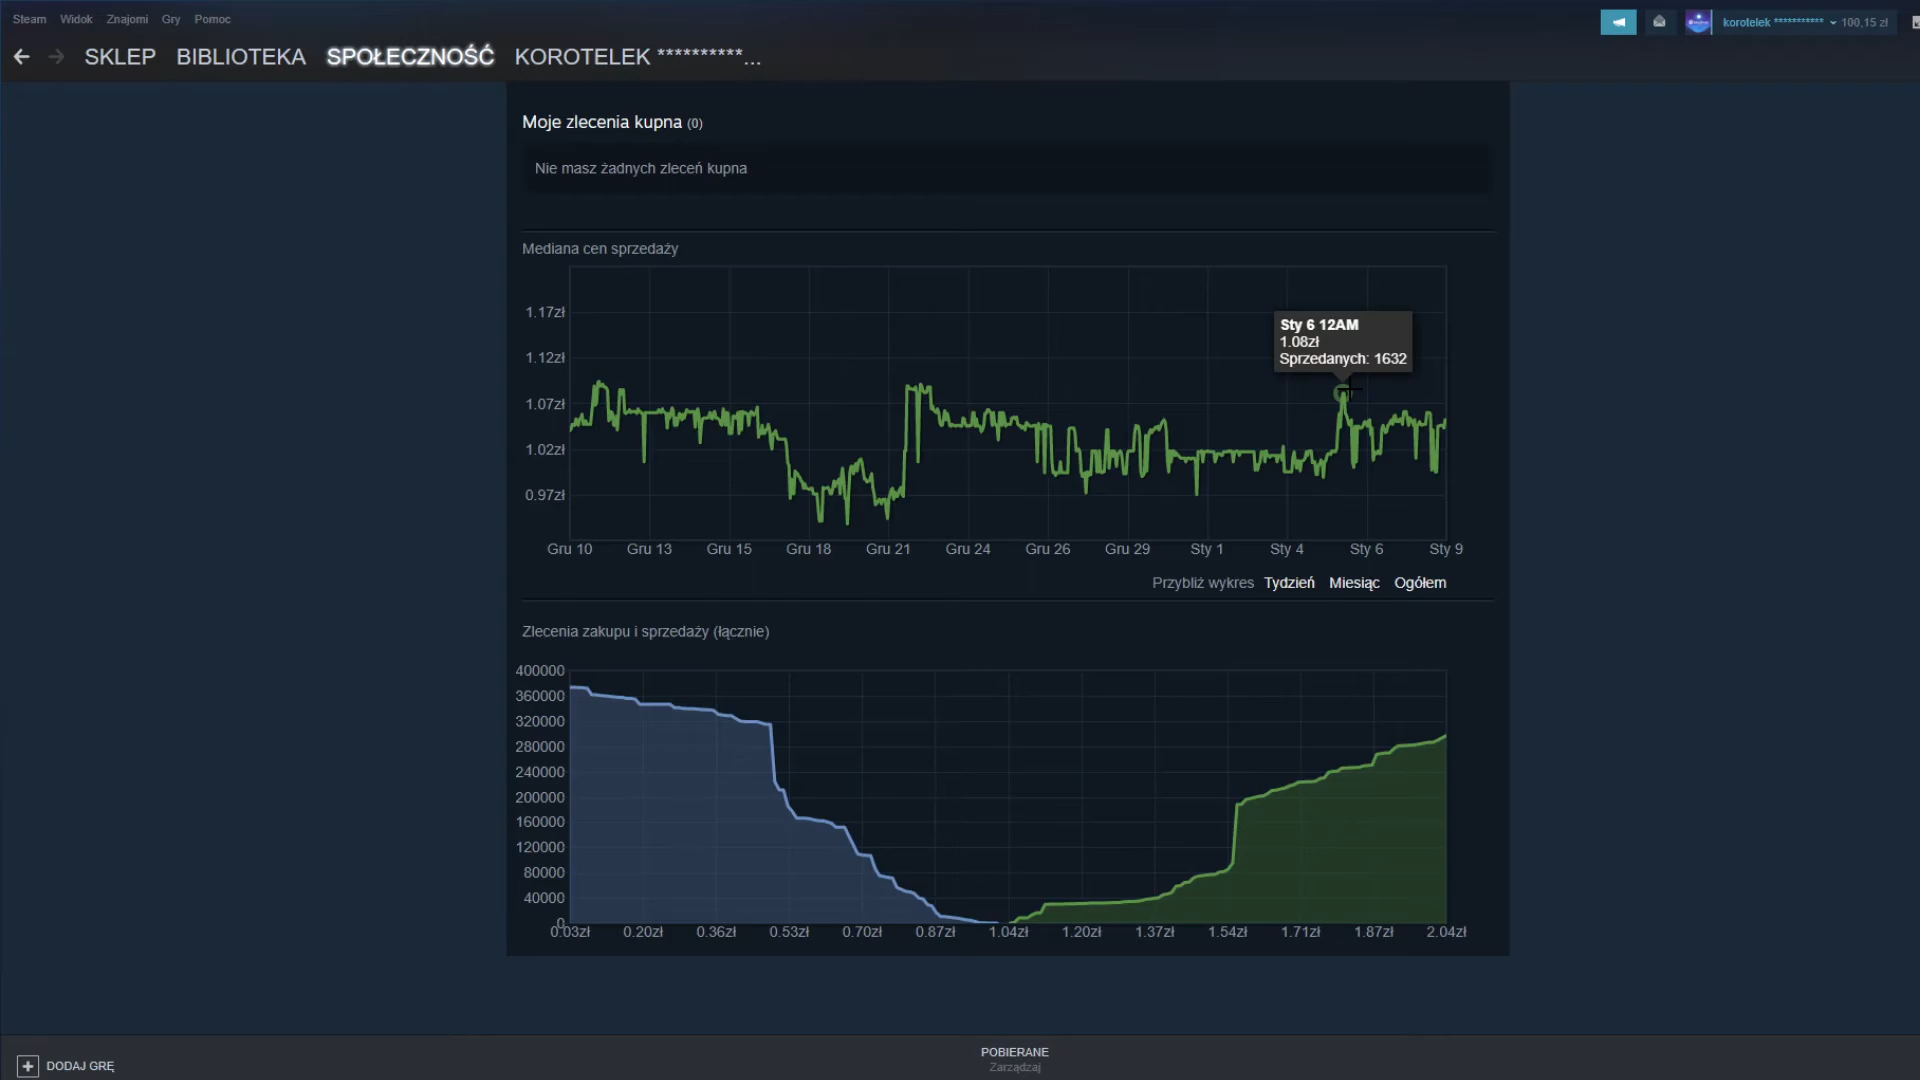 Steam Widok Znajomi Gry Pomoc
korotelek *********** 100,15 zł
SKLEP BIBLIOTEKA SPOŁECZNOŚĆ KOROTELEK **********...
Moje zlecenia kupna (0)
Nie masz żadnych zleceń kupna
Mediana cen sprzedaży
1.17zł
1.12zł
1.07zł
1.02zł
0.97zł
Sty 6 12AM
1.08zł
Sprzedanych: 1632
Gru 10 Gru 13 Gru 15 Gru 18 Gru 21 Gru 24 Gru 26 Gru 29 Sty 1 Sty 4 Sty 6 Sty 9
Przybliż wykres Tydzień Miesiąc Ogółem
Zlecenia zakupu i sprzedaży (łącznie)
400000
360000
320000
280000
240000
200000
160000
120000
80000
40000
0
0.03zł 0.20zł 0.36zł 0.53zł 0.70zł 0.87zł 1.04zł 1.20zł 1.37zł 1.54zł 1.71zł 1.87zł 2.04zł
DODAJ GRĘ
POBIERANE
Zarządzaj